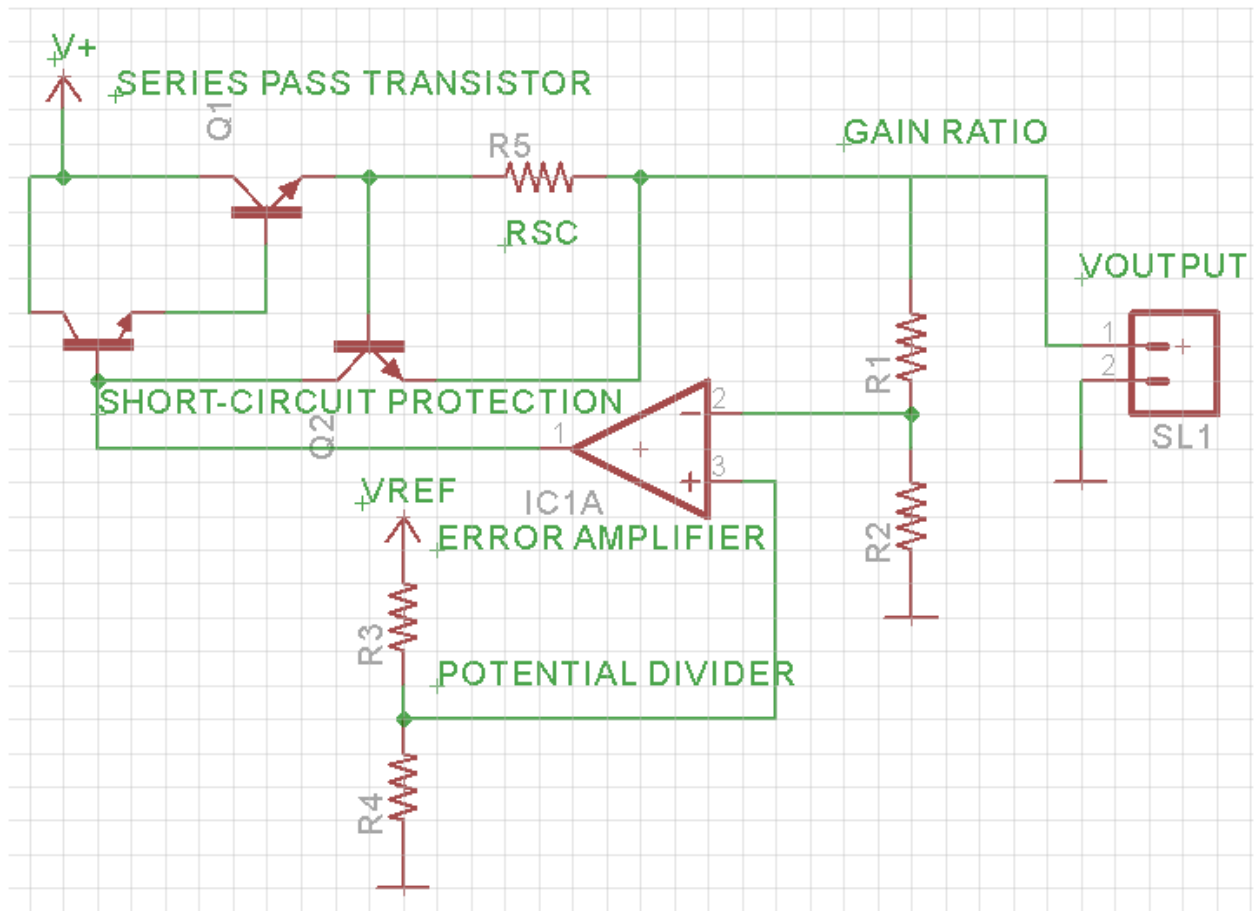 V+
SERIES PASS TRANSISTOR
Q1
R5
GAIN RATIO
RSC
VOUTPUT
1
2
R1
SHORT-CIRCUIT PROTECTION
2
Q2
1
SL1
3
VREF
IC1A
ERROR AMPLIFIER
R2
R3
POTENTIAL DIVIDER
R4